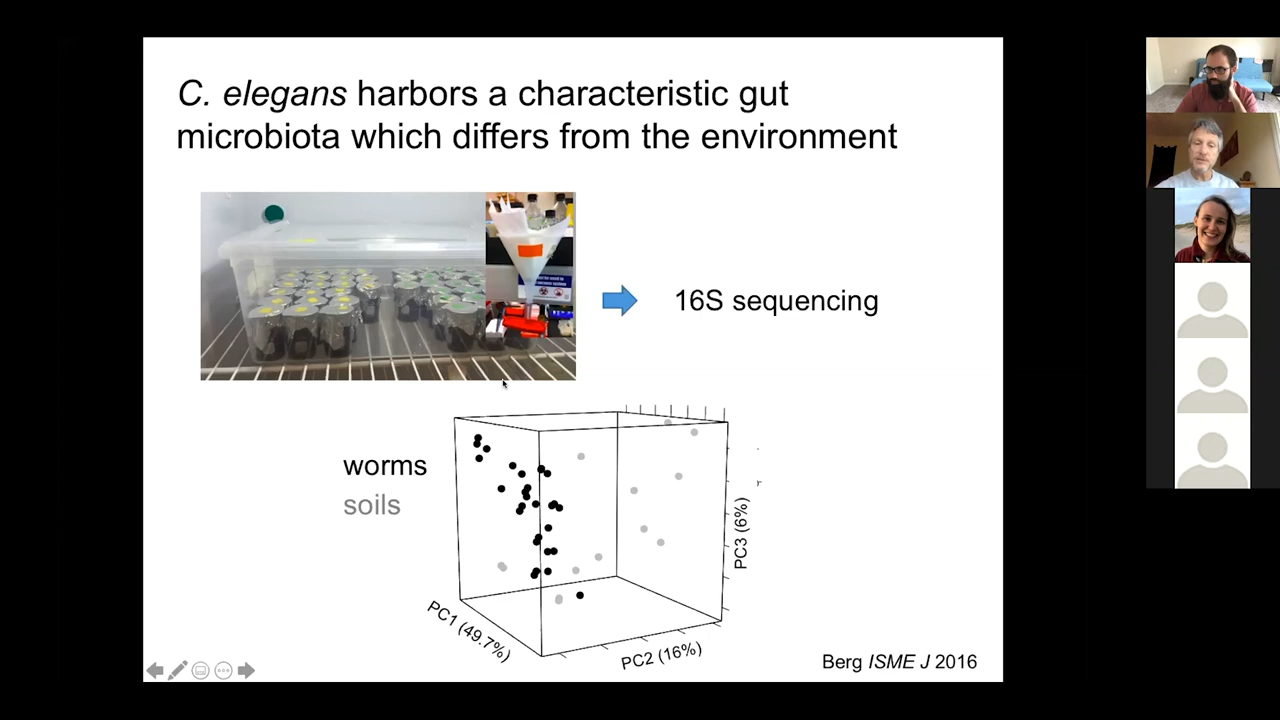 C. elegans harbors a characteristic gut
microbiota which differs from the environment
16S sequencing
worms
soils
PC1 (49.7%)
PC2 (16%)
PC3 (6%)
Berg ISME J 2016